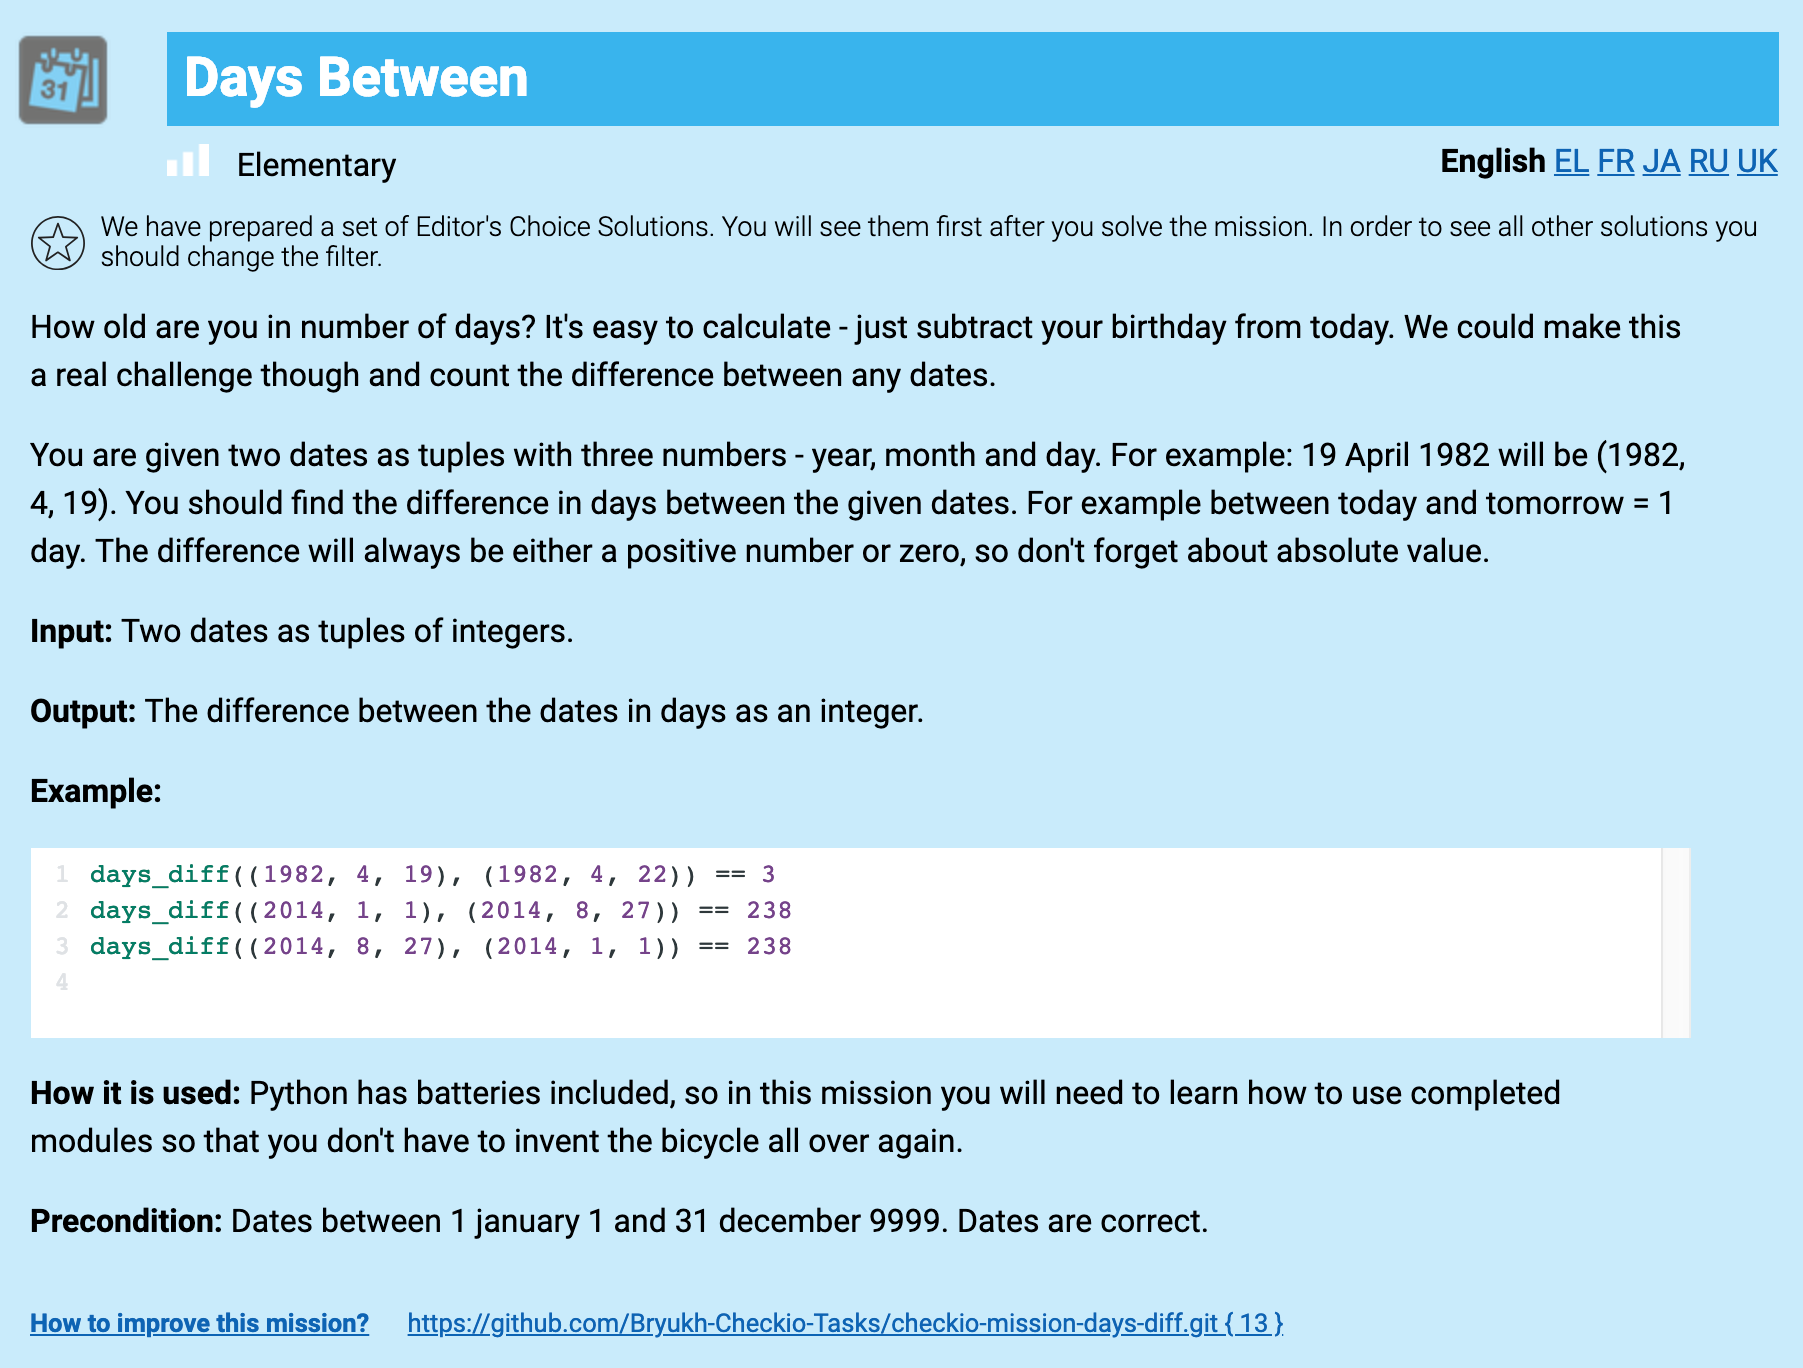 31
Days Between
Elementary
English EL FR JA RU UK
We have prepared a set of Editor's Choice Solutions. You will see them first after you solve the mission. In order to see all other solutions you
should change the filter.
How old are you in number of days? It's easy to calculate - just subtract your birthday from today. We could make this
a real challenge though and count the difference between any dates.
You are given two dates as tuples with three numbers - year, month and day. For example: 19 April 1982 will be (1982,
4, 19). You should find the difference in days between the given dates. For example between today and tomorrow = 1
day. The difference will always be either a positive number or zero, so don't forget about absolute value.
Input: Two dates as tuples of integers.
Output: The difference between the dates in days as an integer.
Example:
1 days_diff((1982, 4, 19), (1982, 4, 22)) == 3
2 days_diff((2014, 1, 1), (2014, 8, 27)) == 238
3 days_diff((2014, 8, 27), (2014, 1, 1)) == 238
4
How it is used: Python has batteries included, so in this mission you will need to learn how to use completed
modules so that you don't have to invent the bicycle all over again.
Precondition: Dates between 1 january 1 and 31 december 9999. Dates are correct.
How to improve this mission? https://github.com/Bryukh-Checkio-Tasks/checkio-mission-days-diff.git { 13 }